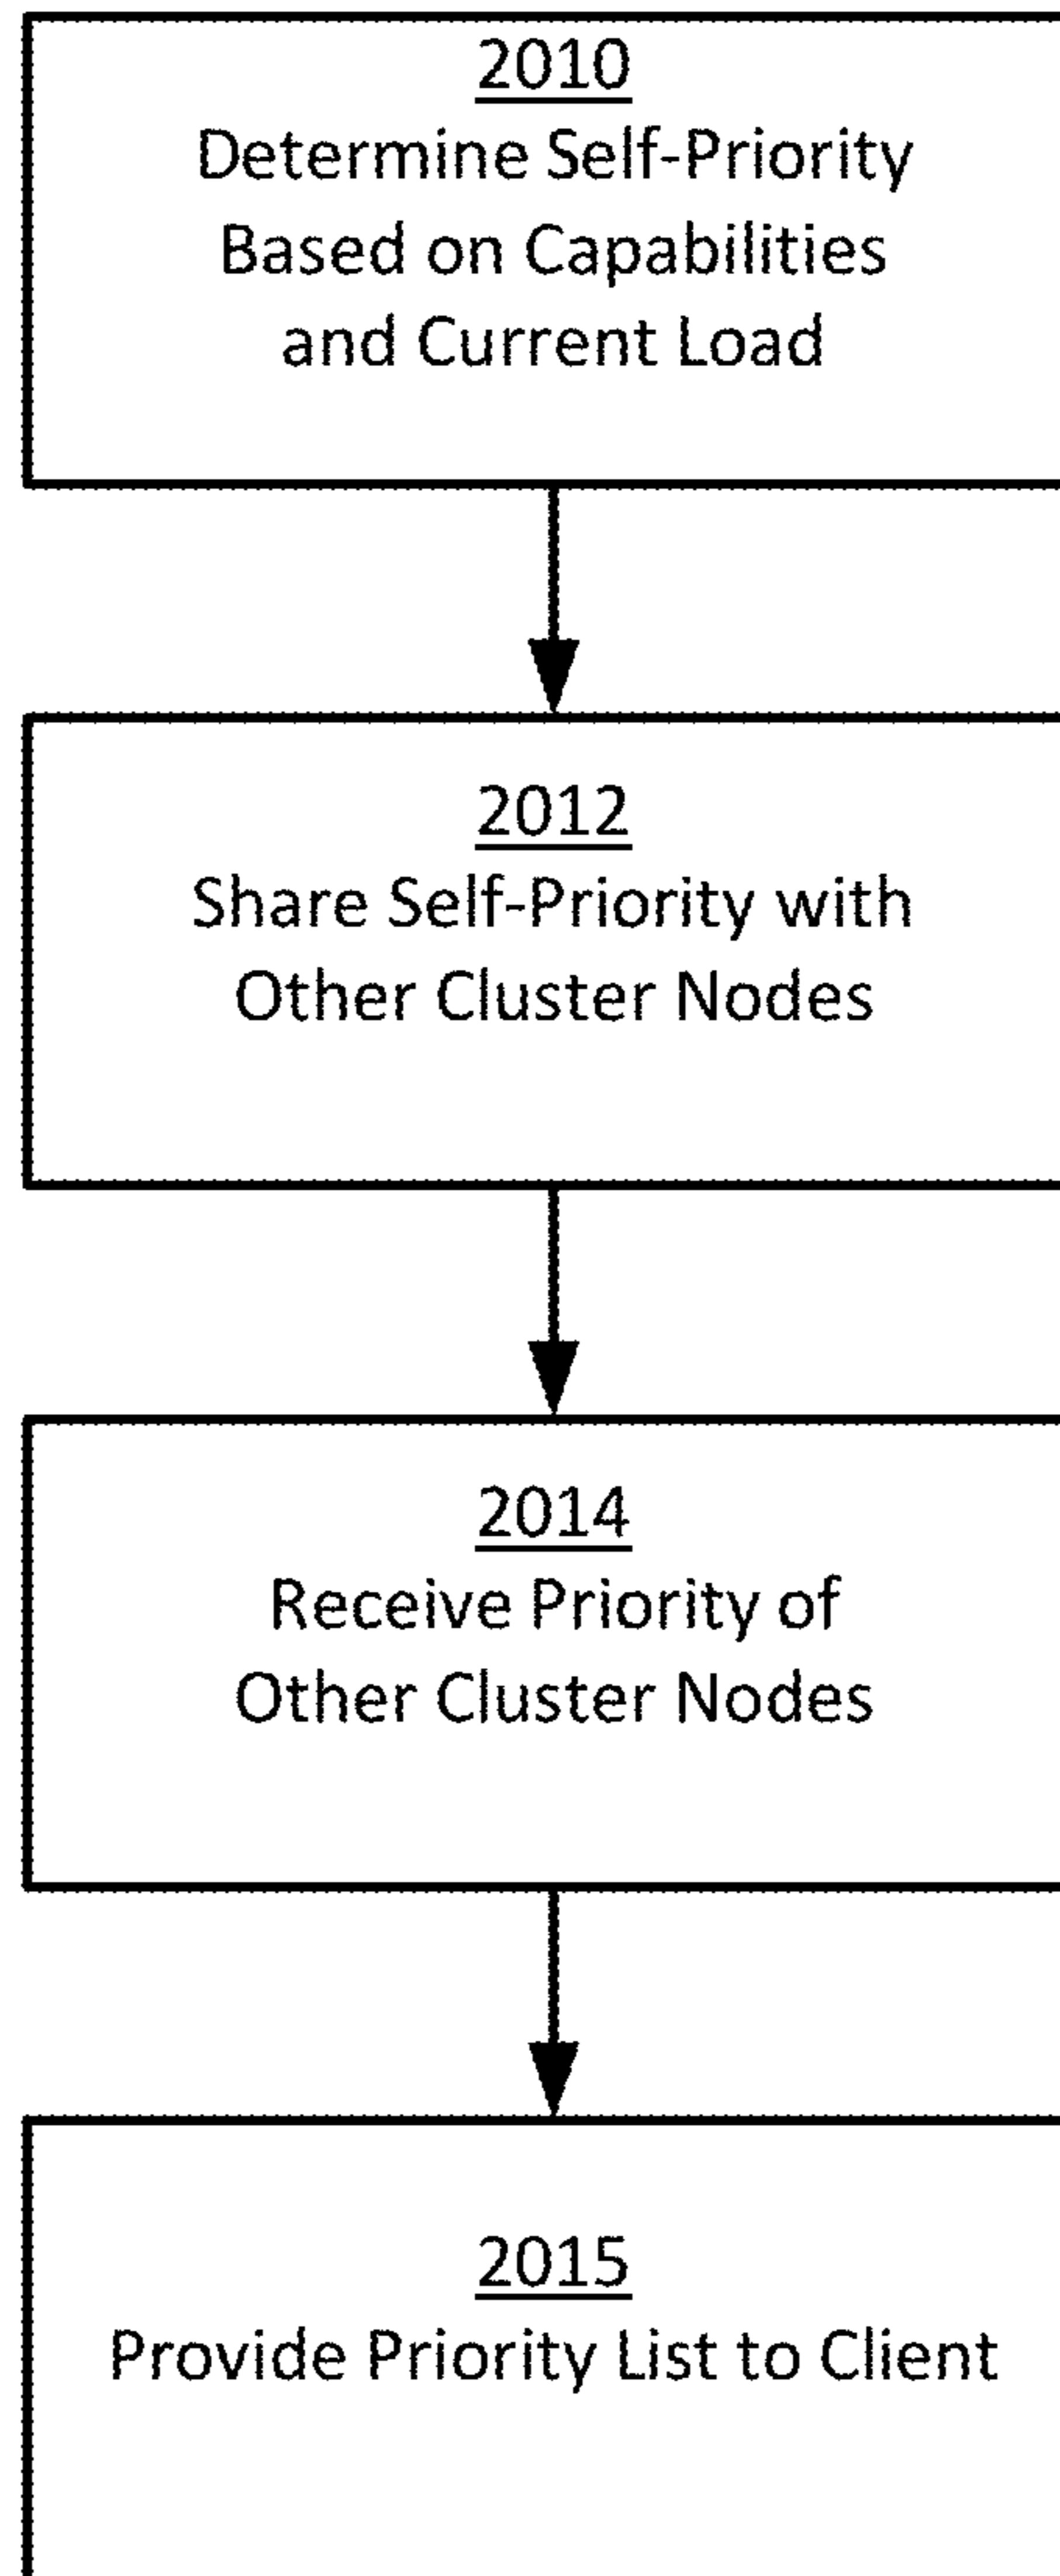 2010
Determine Self-Priority
Based on Capabilities
and Current Load
2012
Share Self-Priority with
Other Cluster Nodes
2014
Receive Priority of
Other Cluster Nodes
2015
Provide Priority List to Client